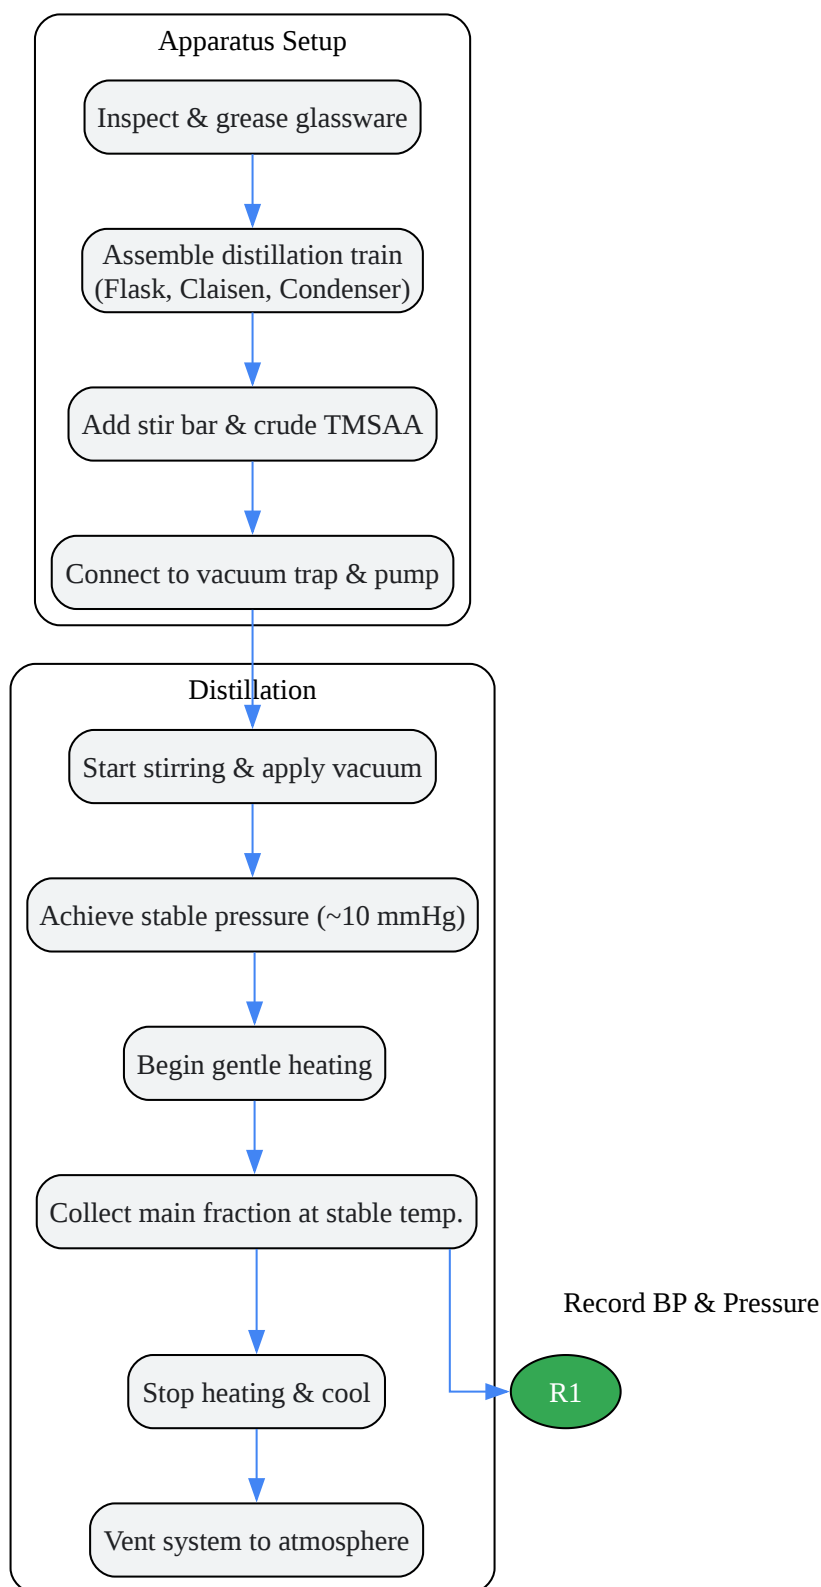 Apparatus Setup
Inspect & grease glassware
Assemble distillation train
(Flask, Claisen, Condenser)
Add stir bar & crude TMSAA
Connect to vacuum trap & pump
Distillation
Start stirring & apply vacuum
Achieve stable pressure (~10 mmHg)
Begin gentle heating
Collect main fraction at stable temp.
Record BP & Pressure
Stop heating & cool
R1
Vent system to atmosphere